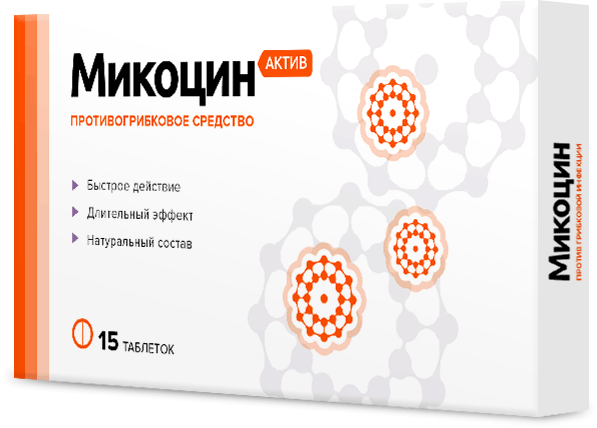 Микоцин
АКТИВ
ПРОТИВОГРИБКОВОЕ СРЕДСТВО
Быстрое действие
Длительный эффект
Натуральный состав
15 ТАБЛЕТОК
Микоцин
ПРОТИВ ГРИБКОВОЙ ИНФЕКЦИИ